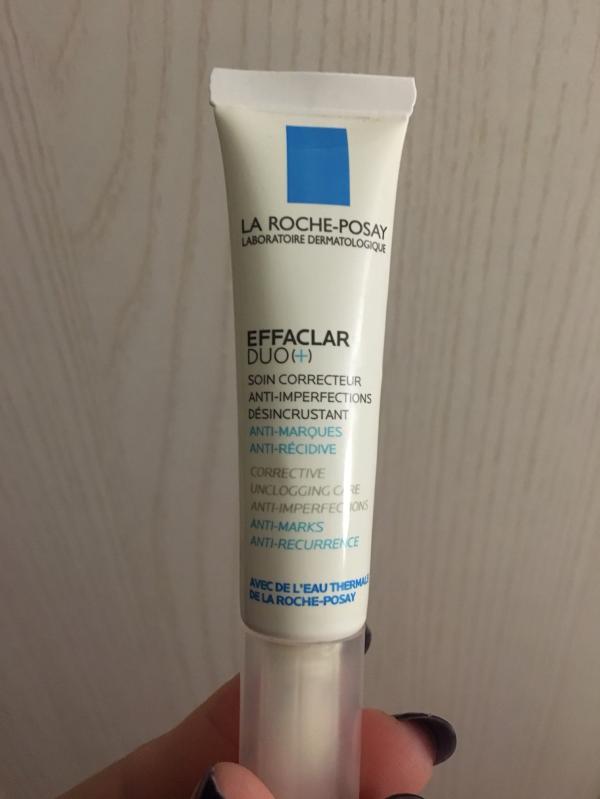 LA ROCHE-POSAY
LABORATOIRE DERMATOLOGIQUE
EFFACLAR
DUO(+)
SOIN CORRECTEUR
ANTI-IMPERFECTIONS
DÉSINCRUSTANT
ANTI-MARQUES
ANTI-RÉCIDIVE
CORRECTIVE
UNCLOGGING CARE
ANTI-IMPERFECTIONS
ANTI-MARKS
ANTI-RECURRENCE
AVEC DE L'EAU THERMALE
DE LA ROCHE-POSAY